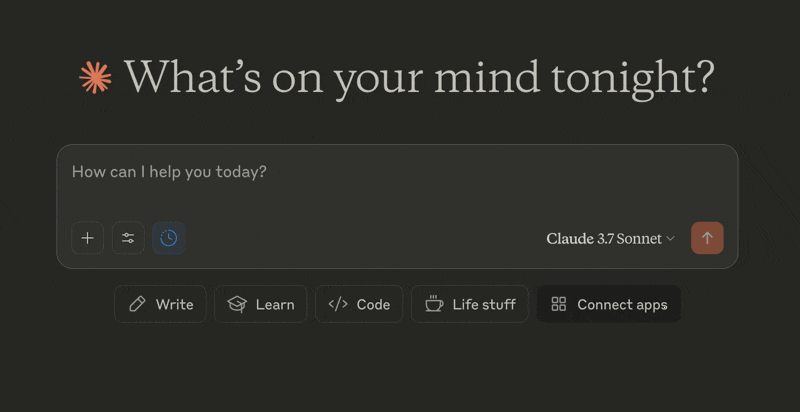 What's on your mind tonight?
How can I help you today?
Claude 3.7 Sonnet
Write
Learn
Code
Life stuff
Connect apps